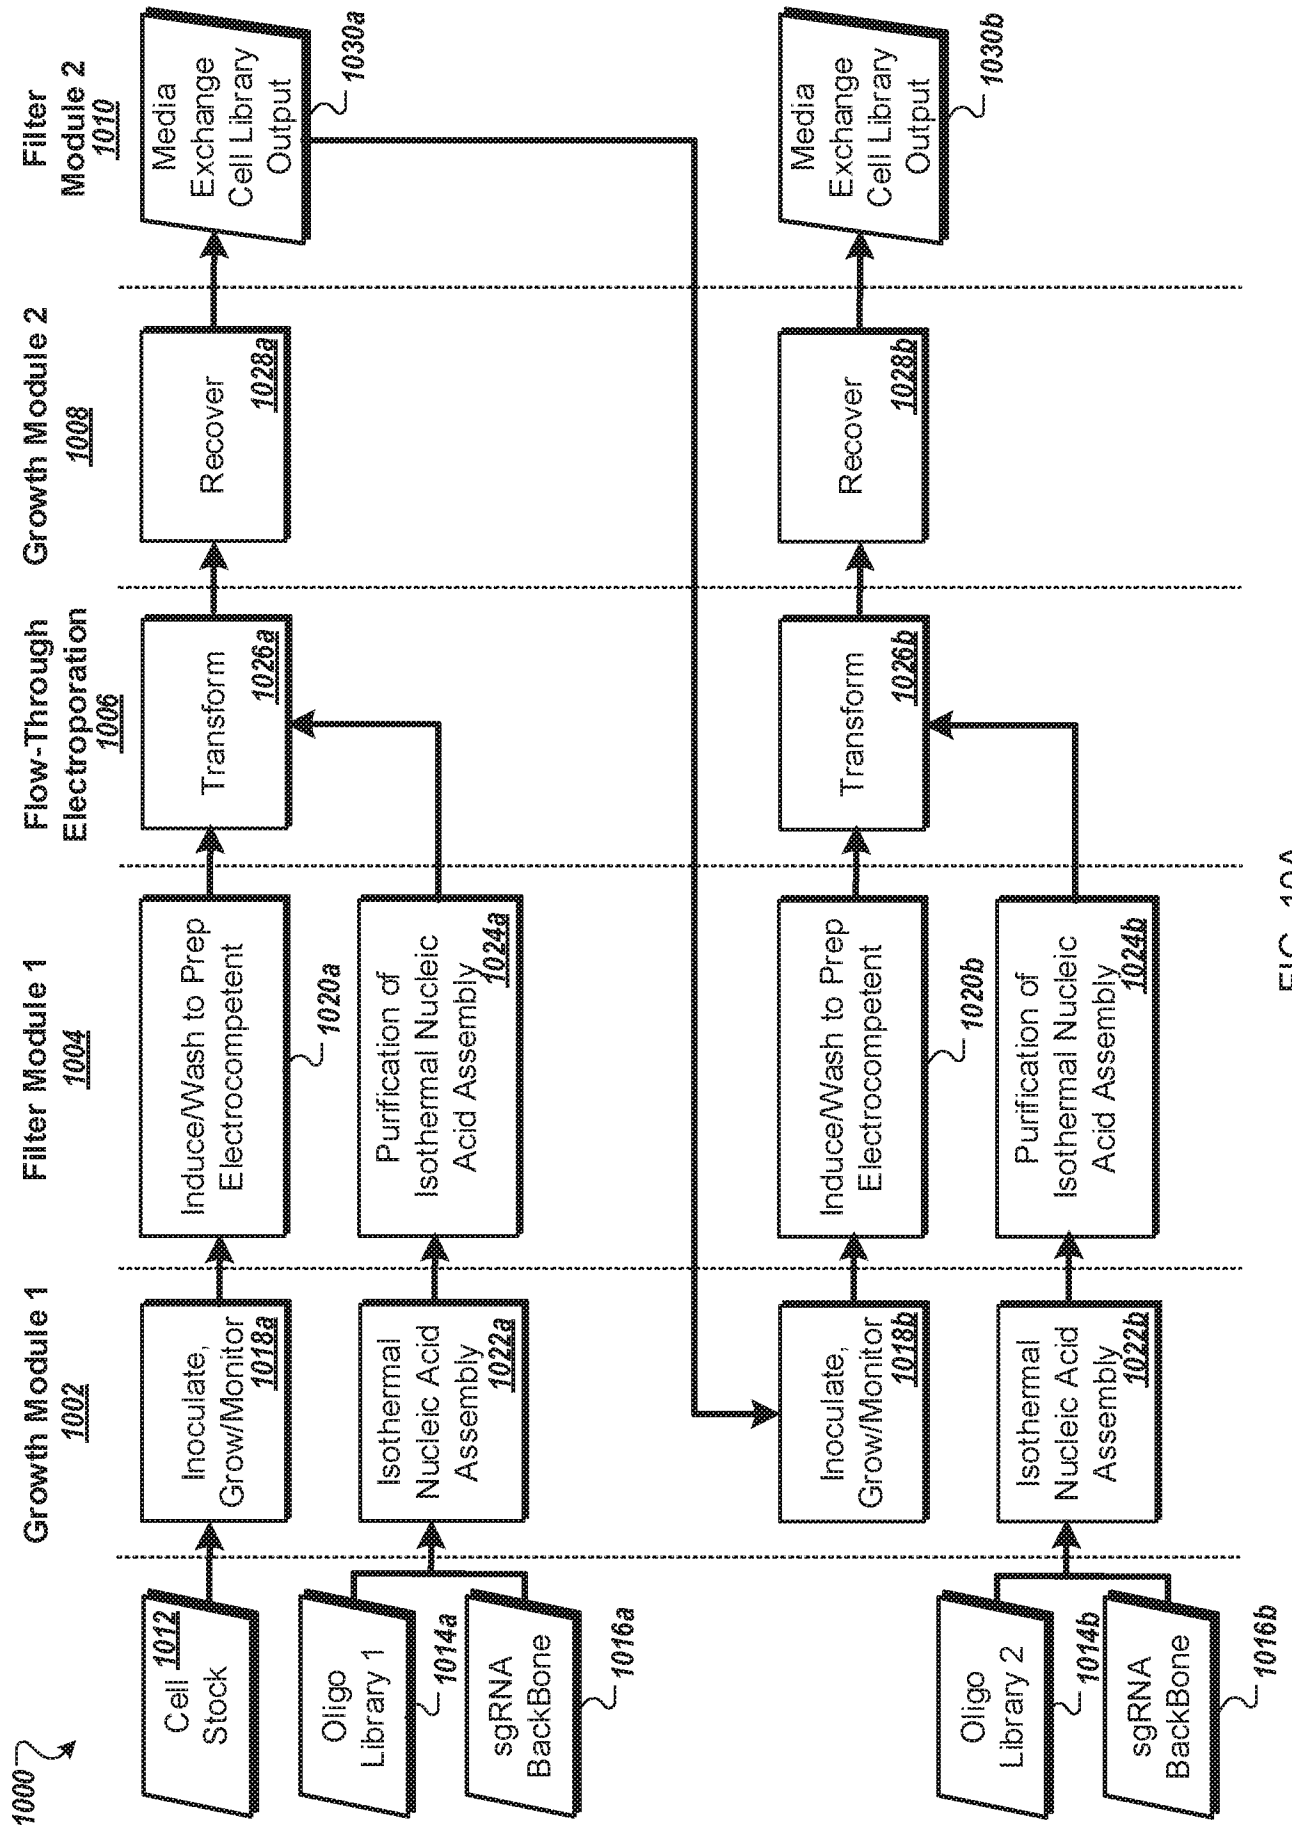 1000
Growth Module 1
1002
Filter Module 1
1004
Flow-Through
Electroporation
1006
Growth Module 2
1008
Filter
Module 2
1010
Cell
Stock
1012
Inoculate,
Grow/Monitor
1018a
Induce/Wash to Prep
Electrocompetent
1020a
Transform
1026a
Recover
1028a
Media
Exchange
Cell Library
Output
1030a
Oligo
Library 1
1014a
sgRNA
BackBone
1016a
Isothermal
Nucleic Acid
Assembly
1022a
Purification of
Isothermal Nucleic
Acid Assembly
1024a
Inoculate,
Grow/Monitor
1018b
Induce/Wash to Prep
Electrocompetent
1020b
Transform
1026b
Recover
1028b
Media
Exchange
Cell Library
Output
1030b
Oligo
Library 2
1014b
sgRNA
BackBone
1016b
Isothermal
Nucleic Acid
Assembly
1022b
Purification of
Isothermal Nucleic
Acid Assembly
1024b
FIG. 10A